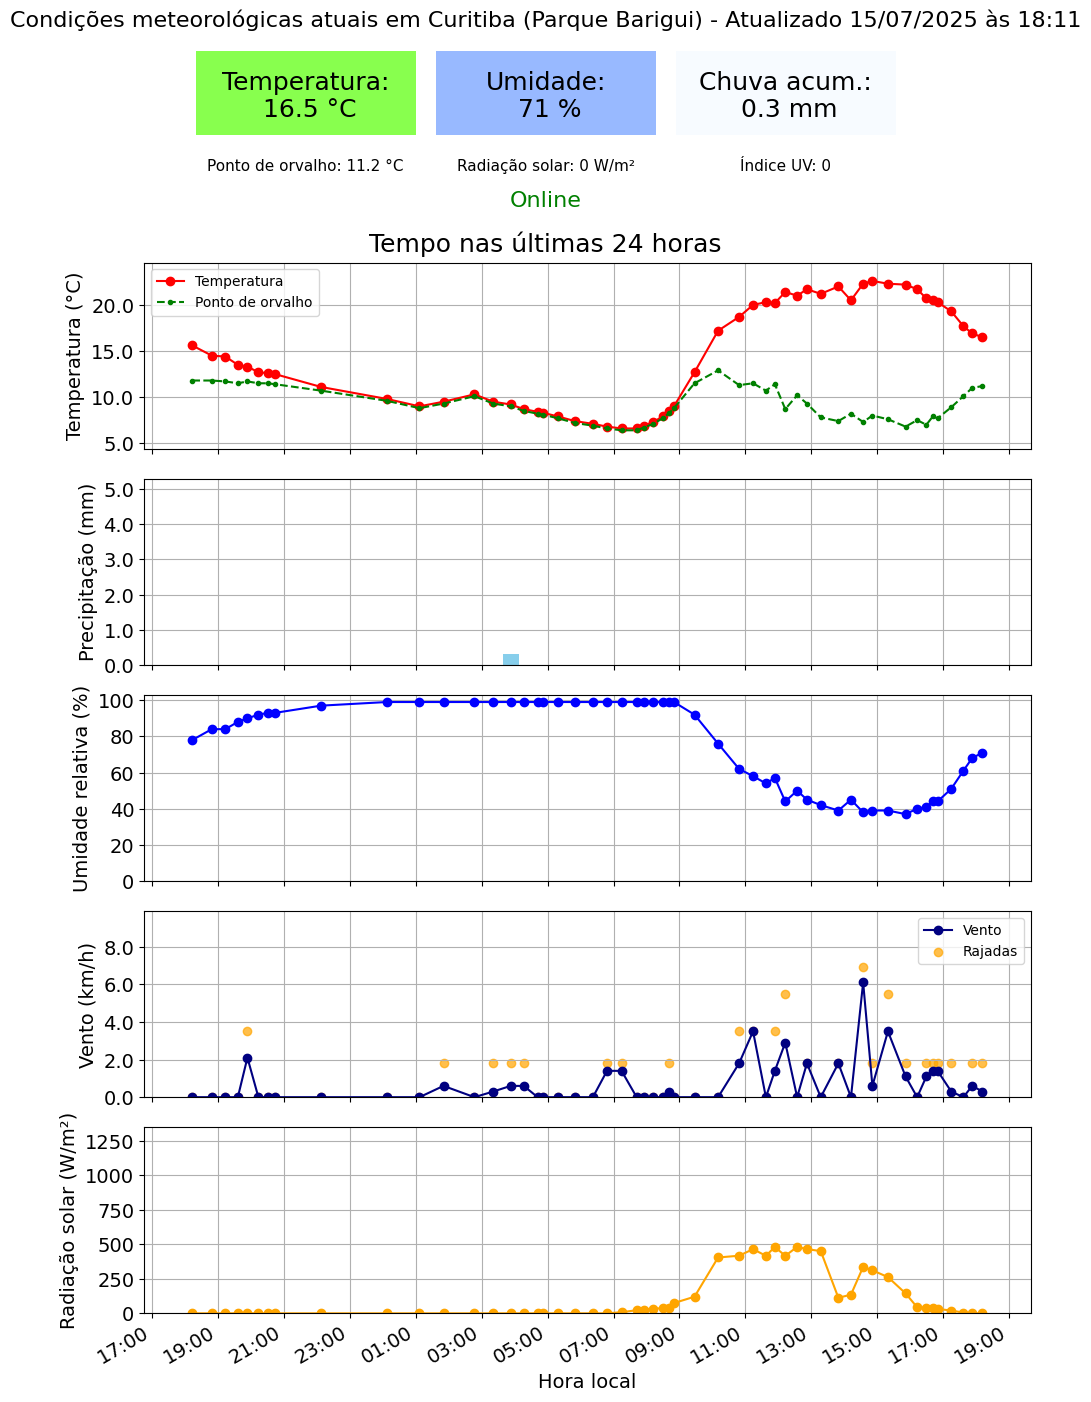 Condições meteorológicas atuais em Curitiba (Parque Barigui) - Atualizado 15/07/2025 às 18:11
Temperatura:
16.5 °C
Umidade:
71 %
Chuva acum.:
0.3 mm
Ponto de orvalho: 11.2 °C
Radiação solar: 0 W/m²
Índice UV: 0
Online
Tempo nas últimas 24 horas
Temperatura (°C)
20.0
15.0
10.0
5.0
Temperatura
Ponto de orvalho
Precipitação (mm)
5.0
4.0
3.0
2.0
1.0
0.0
Umidade relativa (%)
100
80
60
40
20
0
Vento (km/h)
8.0
6.0
4.0
2.0
0.0
Vento
Rajadas
Radiação solar (W/m²)
1250
1000
750
500
250
0
17:00
19:00
21:00
23:00
01:00
03:00
05:00
07:00
09:00
11:00
13:00
15:00
17:00
19:00
Hora local